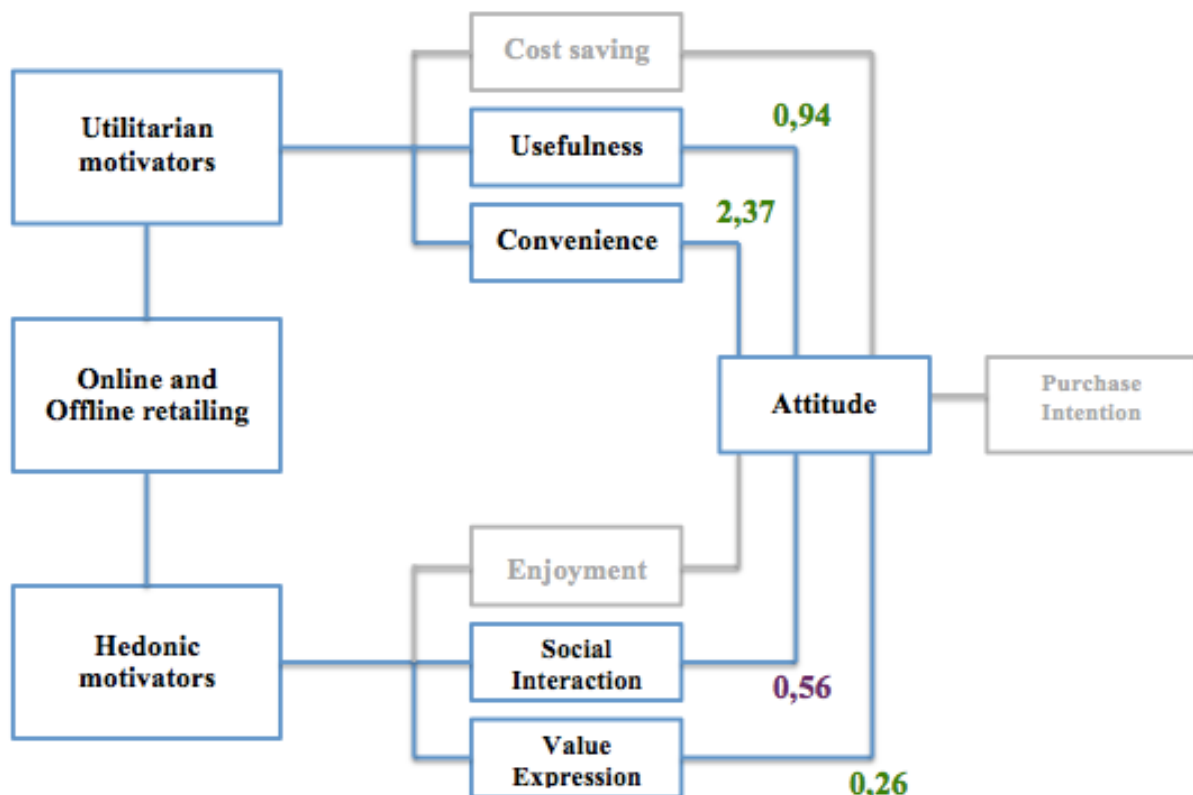 Cost saving
Utilitarian
motivators
0,94
Usefulness
2,37
Convenience
Online and
Offline retailing
Attitude
Purchase
Intention
Enjoyment
Hedonic
motivators
Social
Interaction
0,56
Value
Expression
0,26